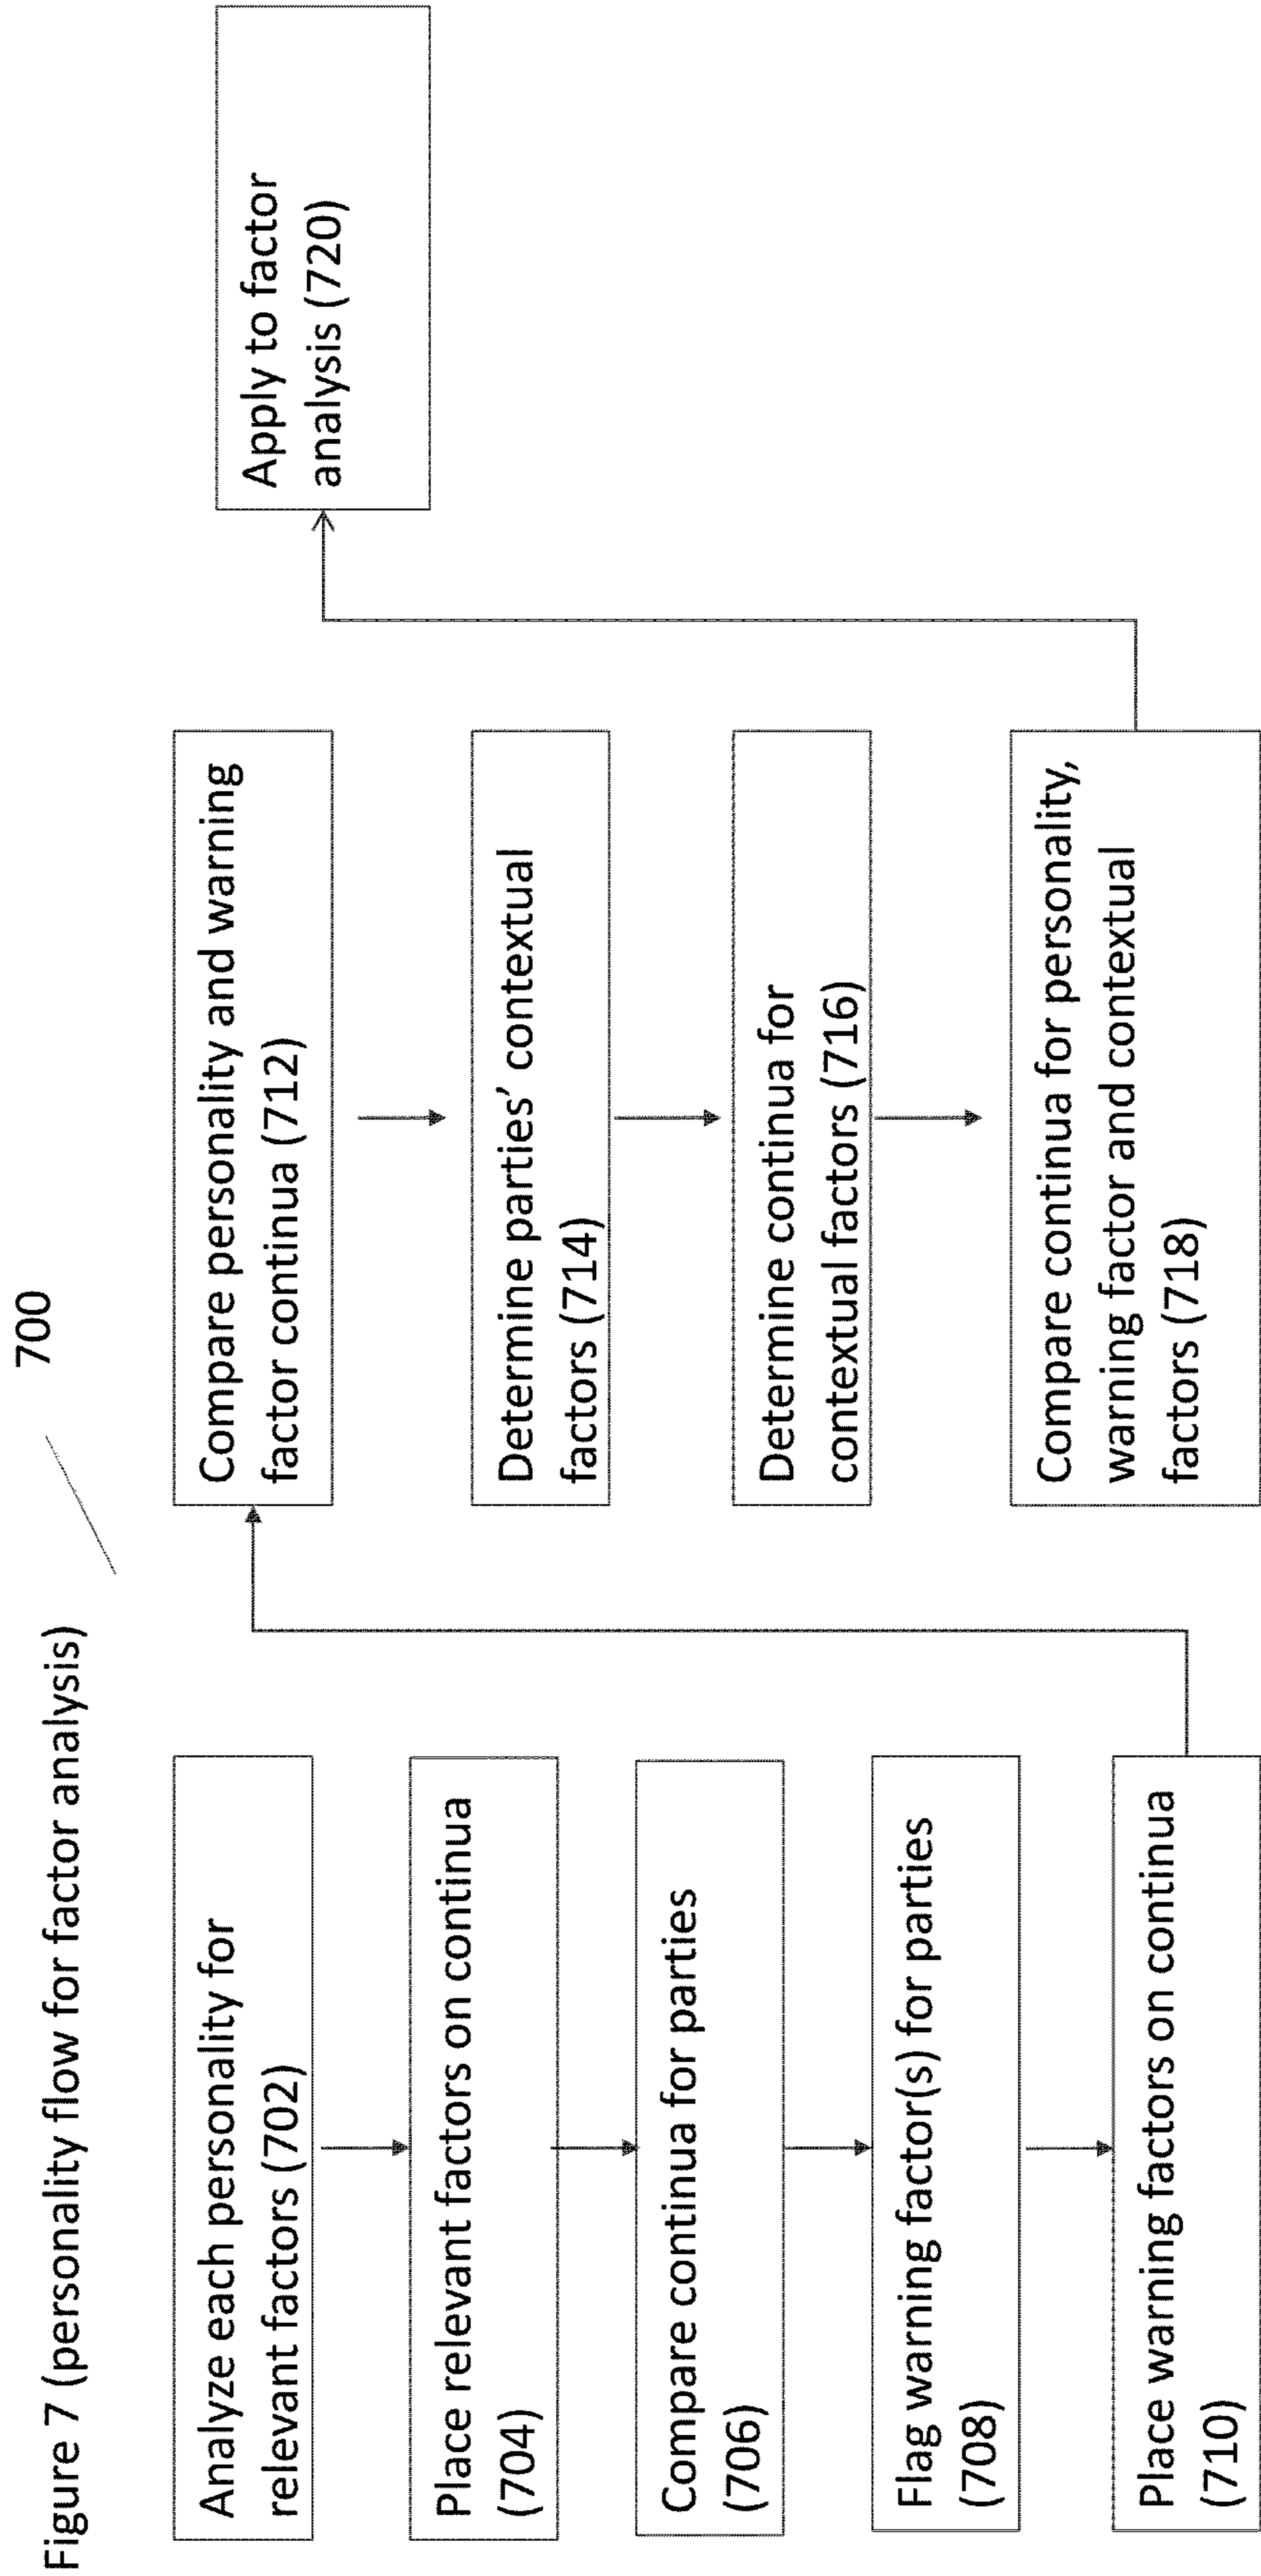 Figure 7 (personality flow for factor analysis)
700
Analyze each personality for
relevant factors (702)
Place relevant factors on continua
(704)
Compare continua for parties
(706)
Flag warning factor(s) for parties
(708)
Place warning factors on continua
(710)
Compare personality and warning
factor continua (712)
Determine parties’ contextual
factors (714)
Determine continua for
contextual factors (716)
Compare continua for personality,
warning factor and contextual
factors (718)
Apply to factor
analysis (720)